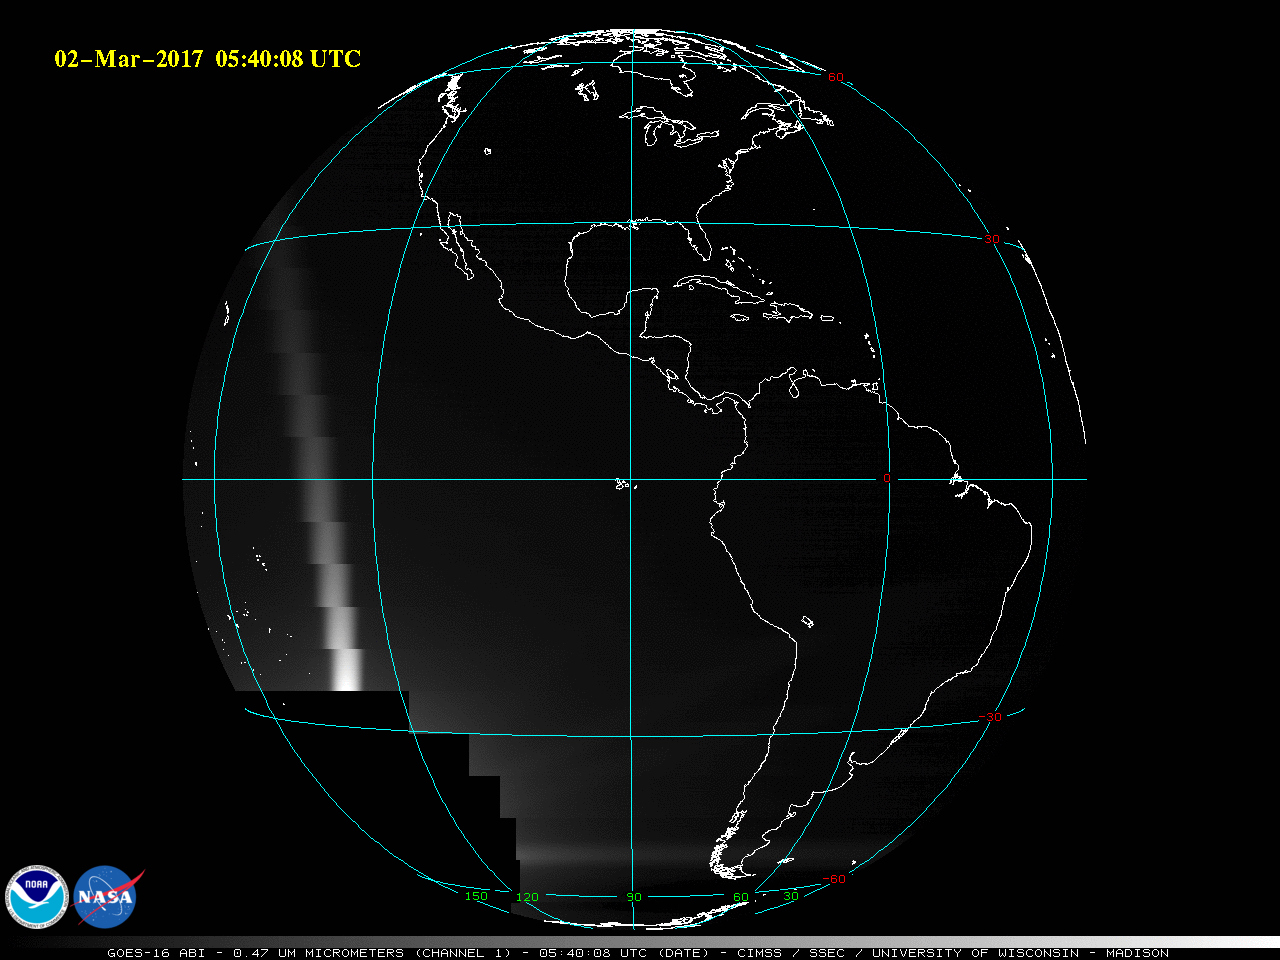 02-Mar-2017 05:40:08 UTC
60
30
0
-30
-60
150 120 90 60 30
NOAA
NASA
GOES-16 ABI - 0.47 UM MICROMETERS (CHANNEL 1) - 05:40:08 UTC (DATE) - CIMSS / SSEC / UNIVERSITY OF WISCONSIN - MADISON